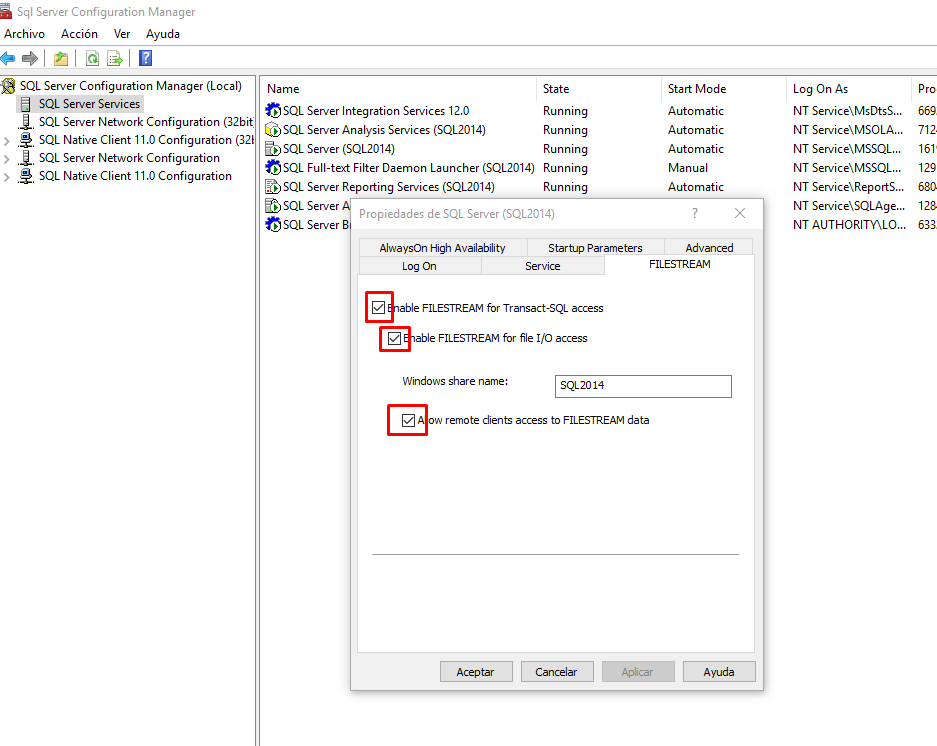 Sql Server Configuration Manager
Archivo Acción Ver Ayuda
SQL Server Configuration Manager (Local)
SQL Server Services
SQL Server Network Configuration (32bit
SQL Native Client 11.0 Configuration (32b
SQL Server Network Configuration
SQL Native Client 11.0 Configuration
Name State Start Mode Log On As Pro
SQL Server Integration Services 12.0 Running Automatic NT Service\MsDtsS... 669
SQL Server Analysis Services (SQL2014) Running Automatic NT Service\MSOLA... 712
SQL Server (SQL2014) Running Automatic NT Service\MSSQL... 161
SQL Full-text Filter Daemon Launcher (SQL2014) Running Manual NT Service\MSSQL... 129
SQL Server Reporting Services (SQL2014) Running Automatic NT Service\ReportS... 680
SQL Server A NT Service\SQLAge... 128
SQL Server Br NT AUTHORITY\LO... 633
Propiedades de SQL Server (SQL2014) ?
AlwaysOn High Availability Startup Parameters Advanced
Log On Service FILESTREAM
Enable FILESTREAM for Transact-SQL access
Enable FILESTREAM for file I/O access
Windows share name: SQL2014
Allow remote clients access to FILESTREAM data
Aceptar Cancelar Aplicar Ayuda